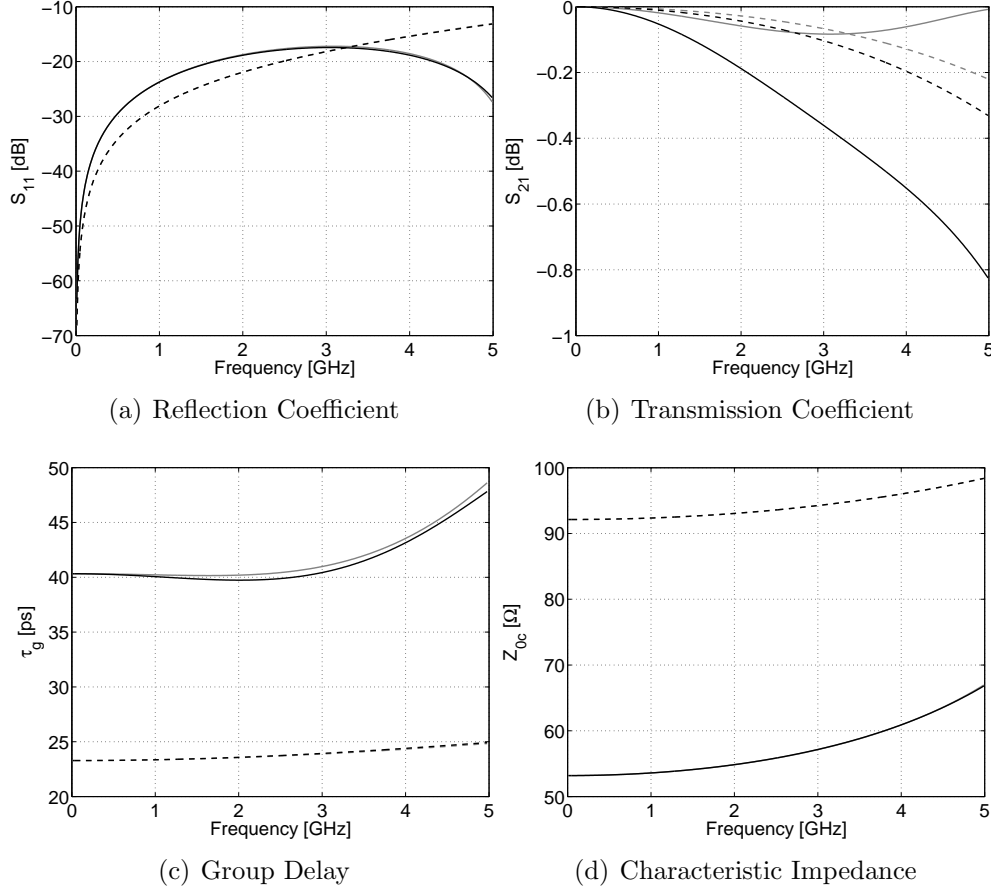 −10
−20
−30
−40
−50
−60
−70
S11 [dB]
0 1 2 3 4 5
Frequency [GHz]
(a) Reflection Coefficient
0
−0.2
−0.4
−0.6
−0.8
−1
S21 [dB]
0 1 2 3 4 5
Frequency [GHz]
(b) Transmission Coefficient
50
45
40
35
30
25
20
τg [ps]
0 1 2 3 4 5
Frequency [GHz]
(c) Group Delay
100
90
80
70
60
50
Z0c [Ω]
0 1 2 3 4 5
Frequency [GHz]
(d) Characteristic Impedance